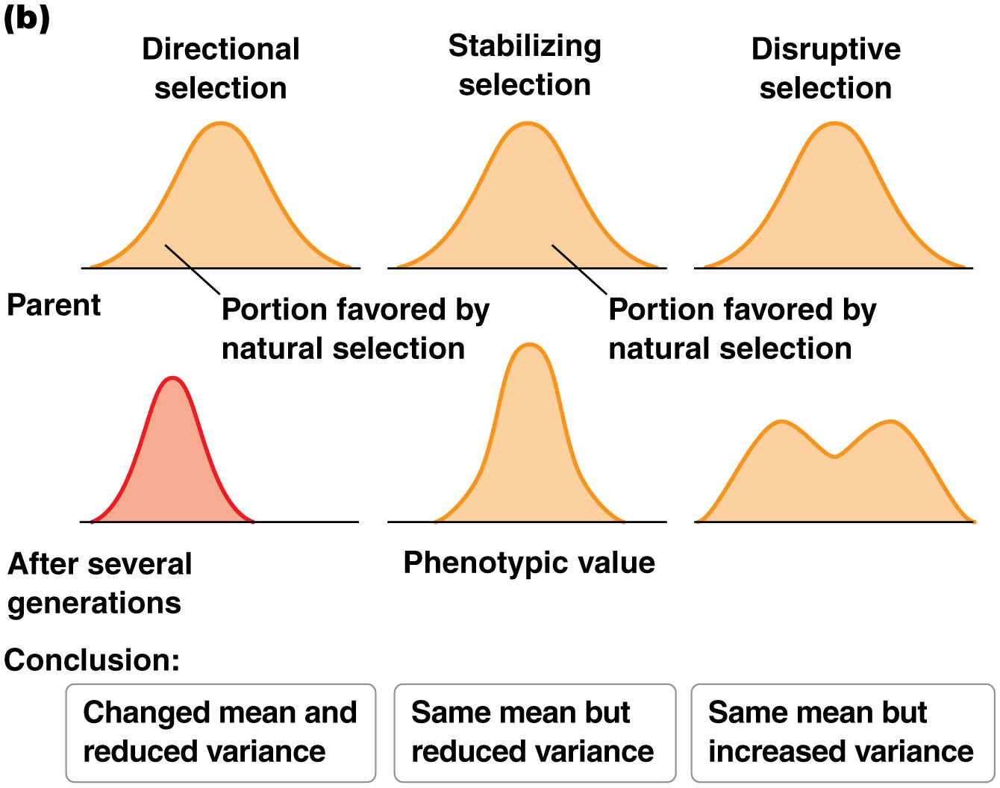 (b)
Directional
selection
Stabilizing
selection
Disruptive
selection
Parent
Portion favored by
natural selection
Portion favored by
natural selection
After several
generations
Phenotypic value
Conclusion:
Changed mean and
reduced variance
Same mean but
reduced variance
Same mean but
increased variance